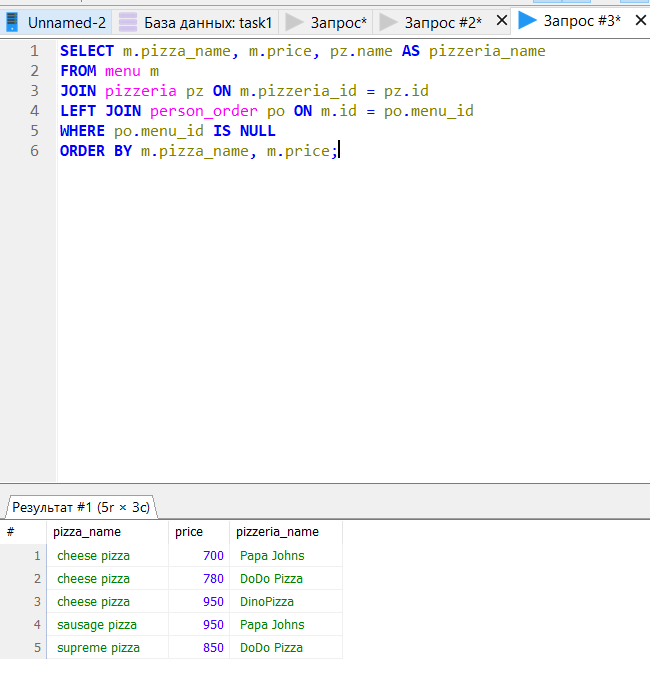 Unnamed-2 База данных: task1 Запрос* Запрос #2* Запрос #3*
1 SELECT m.pizza_name, m.price, pz.name AS pizzeria_name
2 FROM menu m
3 JOIN pizzeria pz ON m.pizzeria_id = pz.id
4 LEFT JOIN person_order po ON m.id = po.menu_id
5 WHERE po.menu_id IS NULL
6 ORDER BY m.pizza_name, m.price;
Результат #1 (5r × 3c)
# pizza_name price pizzeria_name
1 cheese pizza 700 Papa Johns
2 cheese pizza 780 DoDo Pizza
3 cheese pizza 950 DinoPizza
4 sausage pizza 950 Papa Johns
5 supreme pizza 850 DoDo Pizza